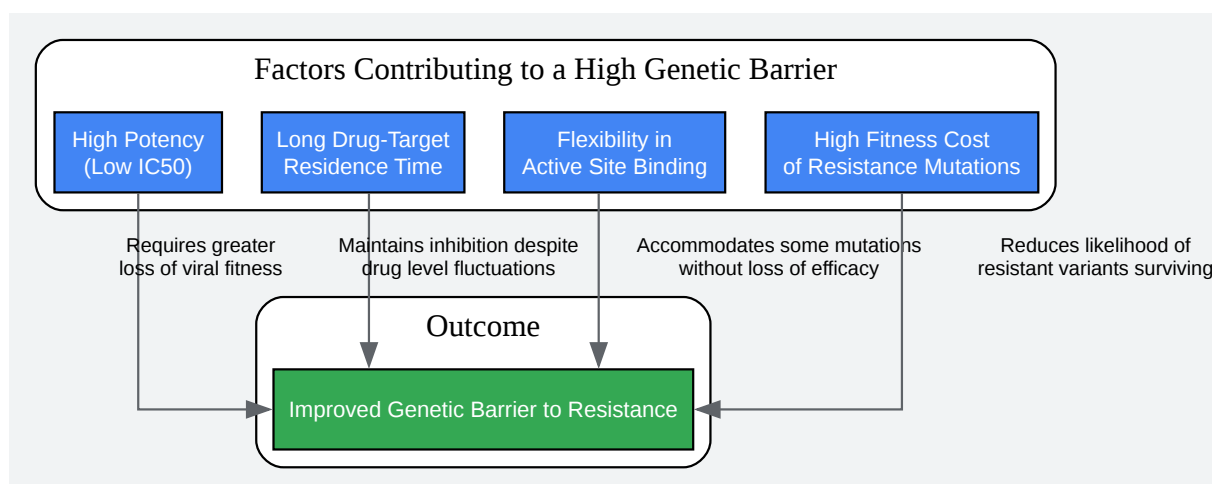 Factors Contributing to a High Genetic Barrier
High Potency
(Low IC50)
Long Drug-Target
Residence Time
Flexibility in
Active Site Binding
High Fitness Cost
of Resistance Mutations
Requires greater
loss of viral fitness
Maintains inhibition despite
drug level fluctuations
Accommodates some mutations
without loss of efficacy
Reduces likelihood of
resistant variants surviving
Outcome
Improved Genetic Barrier to Resistance